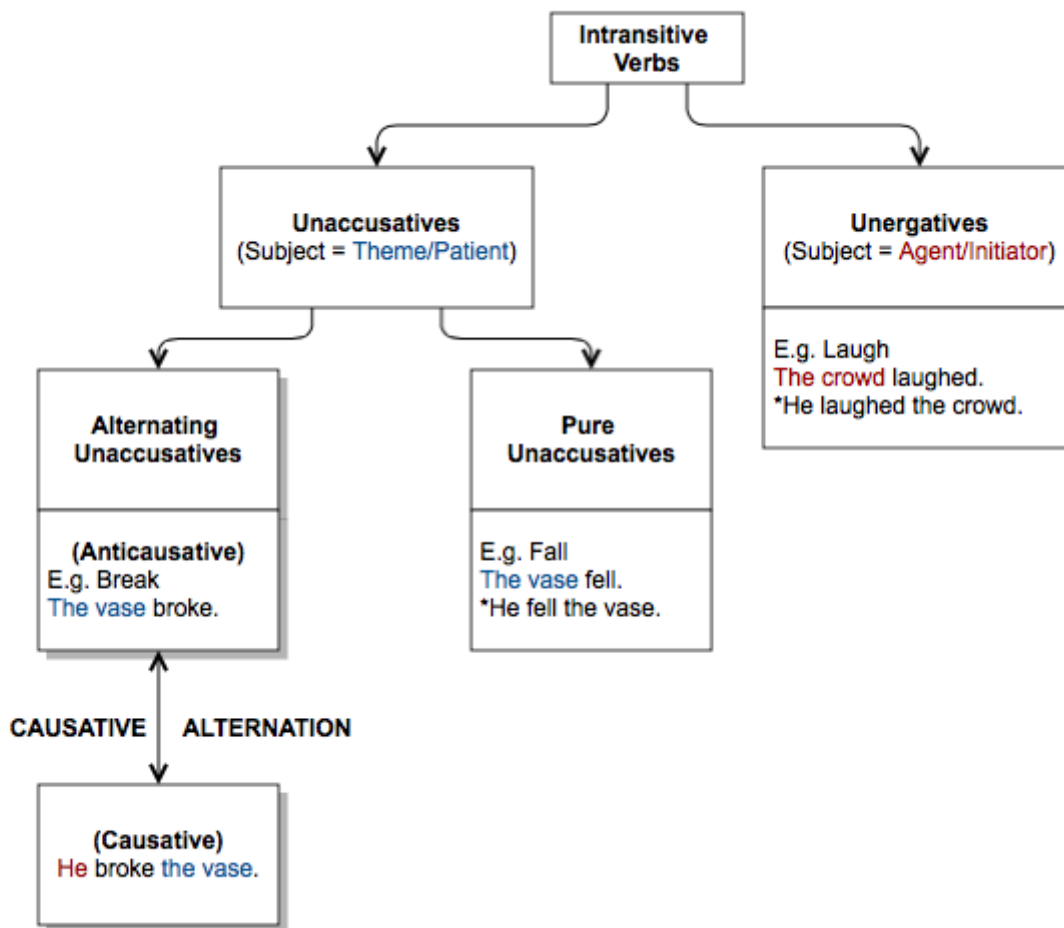 Intransitive
Verbs
Unaccusatives
(Subject = Theme/Patient)
Unergatives
(Subject = Agent/Initiator)
E.g. Laugh
The crowd laughed.
*He laughed the crowd.
Alternating
Unaccusatives
(Anticausative)
E.g. Break
The vase broke.
Pure
Unaccusatives
E.g. Fall
The vase fell.
*He fell the vase.
CAUSATIVE ALTERNATION
(Causative)
He broke the vase.